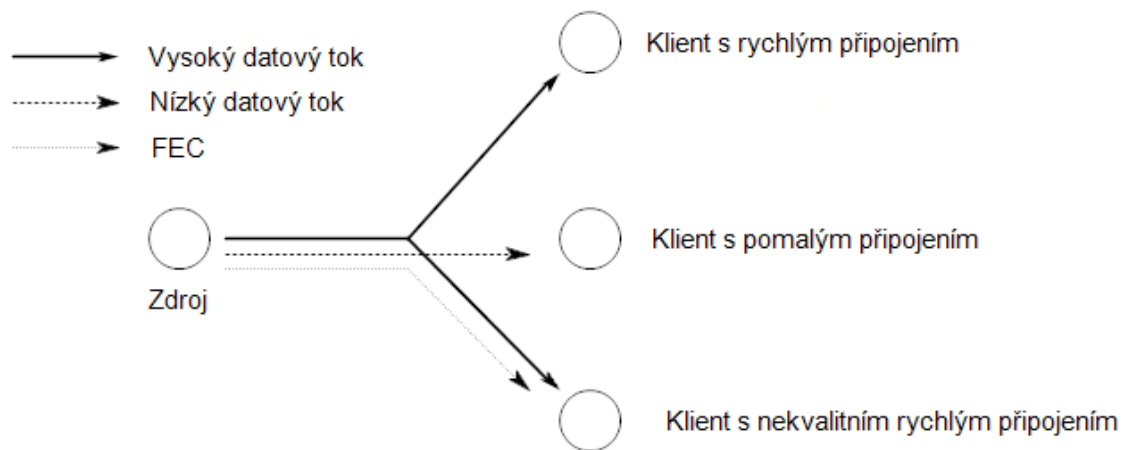 Vysoký datový tok
Nízký datový tok
FEC
Zdroj
Klient s rychlým připojením
Klient s pomalým připojením
Klient s nekvalitním rychlým připojením